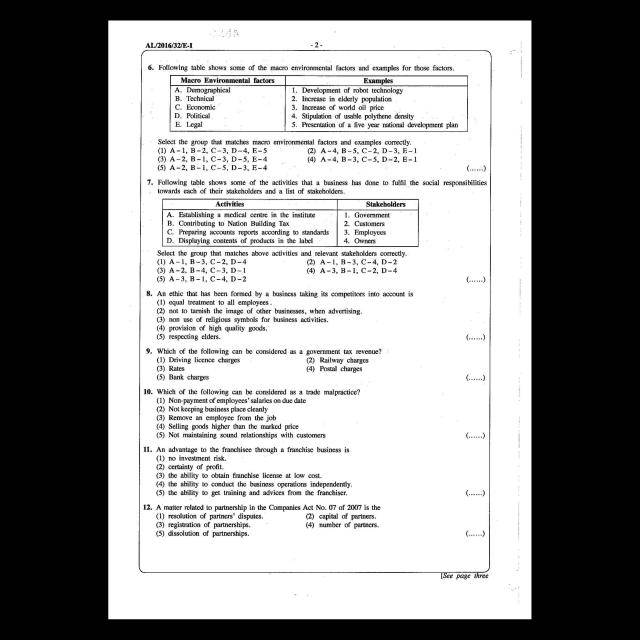 AL/2016/32/E-I
- 2 -
6. Following table shows some of the macro environmental factors and examples for those factors.
Macro Environmental factors Examples
A. Demographical 1. Development of robot technology
B. Technical 2. Increase in elderly population
C. Economic 3. Increase of world oil price
D. Political 4. Stipulation of usable polythene density
E. Legal 5. Presentation of a five year national development plan
Select the group that matches macro environmental factors and examples correctly.
(1) A – 1, B – 2, C – 3, D – 4, E – 5 (2) A – 4, B – 5, C – 2, D – 3, E – 1
(3) A – 2, B – 1, C – 3, D – 5, E – 4 (4) A – 4, B – 3, C – 5, D – 2, E – 1
(5) A – 2, B – 1, C – 5, D – 3, E – 4 (......)
7. Following table shows some of the activities that a business has done to fulfil the social responsibilities
towards each of their stakeholders and a list of stakeholders.
Activities Stakeholders
A. Establishing a medical centre in the institute 1. Government
B. Contributing to Nation Building Tax 2. Customers
C. Preparing accounts reports according to standards 3. Employees
D. Displaying contents of products in the label 4. Owners
Select the group that matches above activities and relevant stakeholders correctly.
(1) A – 1, B – 3, C – 2, D – 4 (2) A – 1, B – 3, C – 4, D – 2
(3) A – 2, B – 4, C – 3, D – 1 (4) A – 3, B – 1, C – 2, D – 4
(5) A – 3, B – 1, C – 4, D – 2 (......)
8. An ethic that has been formed by a business taking its competitors into account is
(1) equal treatment to all employees .
(2) not to tarnish the image of other businesses, when advertising.
(3) non use of religious symbols for business activities.
(4) provision of high quality goods.
(5) respecting elders. (......)
9. Which of the following can be considered as a government tax revenue?
(1) Driving licence charges (2) Railway charges
(3) Rates (4) Postal charges
(5) Bank charges (......)
10. Which of the following can be considered as a trade malpractice?
(1) Non-payment of employees' salaries on due date
(2) Not keeping business place cleanly
(3) Remove an employee from the job
(4) Selling goods higher than the marked price
(5) Not maintaining sound relationships with customers (......)
11. An advantage to the franchisee through a franchise business is
(1) no investment risk.
(2) certainty of profit.
(3) the ability to obtain franchise license at low cost.
(4) the ability to conduct the business operations independently.
(5) the ability to get training and advices from the franchiser. (......)
12. A matter related to partnership in the Companies Act No. 07 of 2007 is the
(1) resolution of partners' disputes. (2) capital of partners.
(3) registration of partnerships. (4) number of partners.
(5) dissolution of partnerships. (......)
[See page three